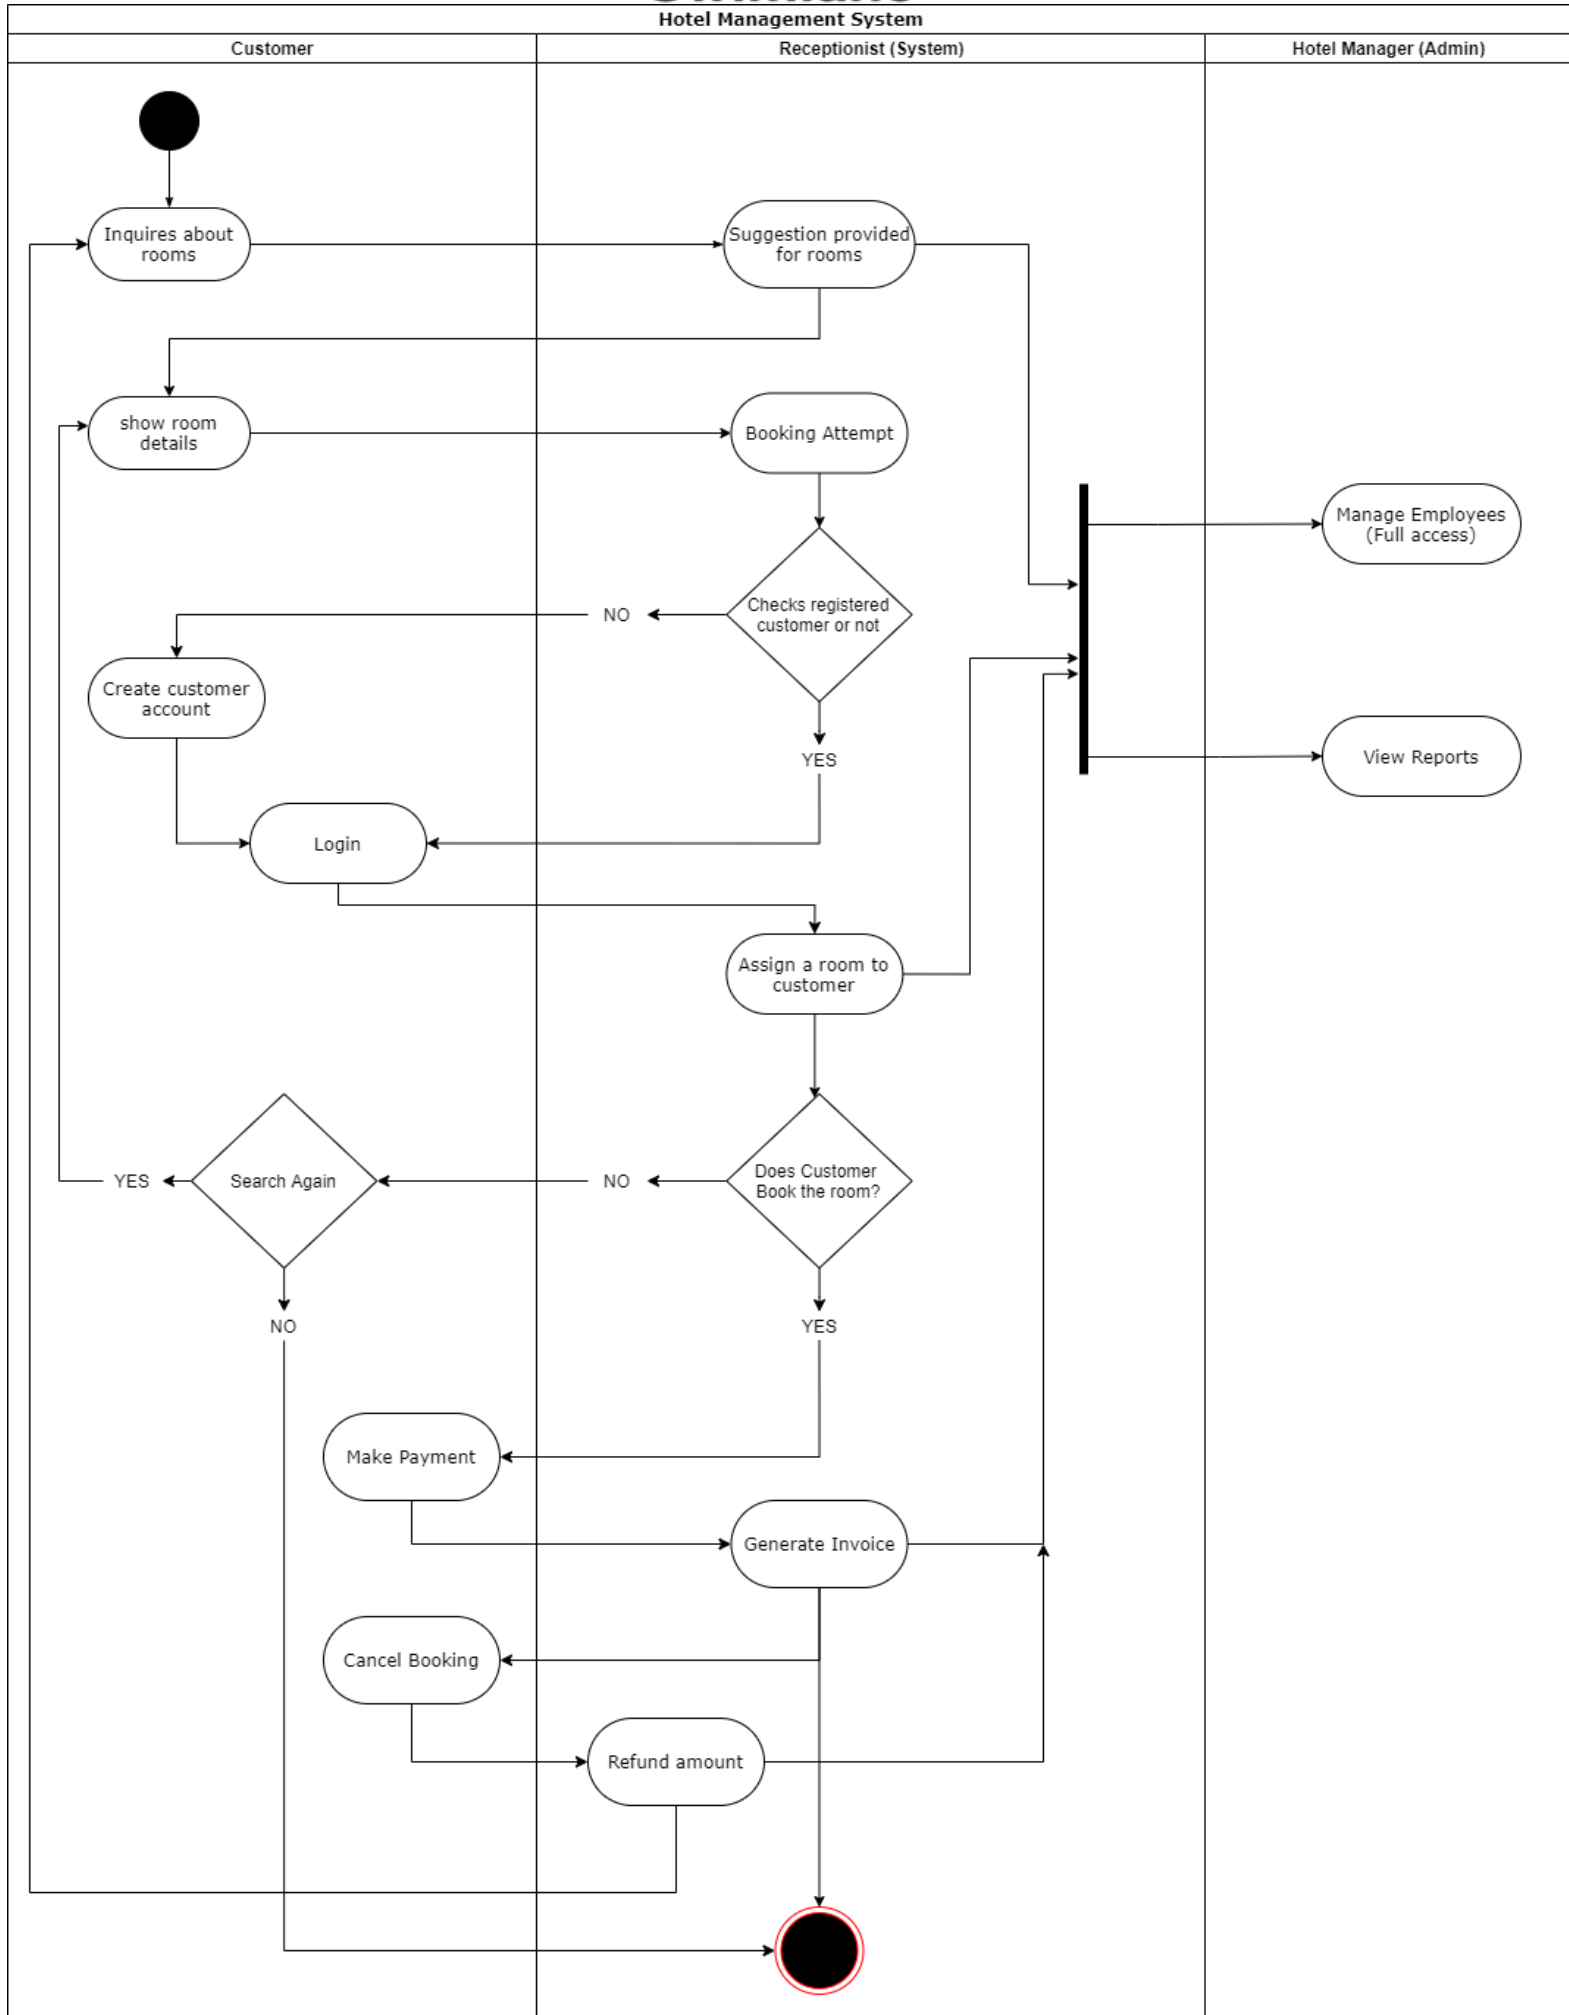 Hotel Management System
Customer
Receptionist (System)
Hotel Manager (Admin)
Inquires about
rooms
Suggestion provided
for rooms
show room
details
Booking Attempt
Manage Employees
(Full access)
Checks registered
customer or not
NO
Create customer
account
YES
View Reports
Login
Assign a room to
customer
Does Customer
Book the room?
NO
Search Again
YES
NO
YES
Make Payment
Generate Invoice
Cancel Booking
Refund amount